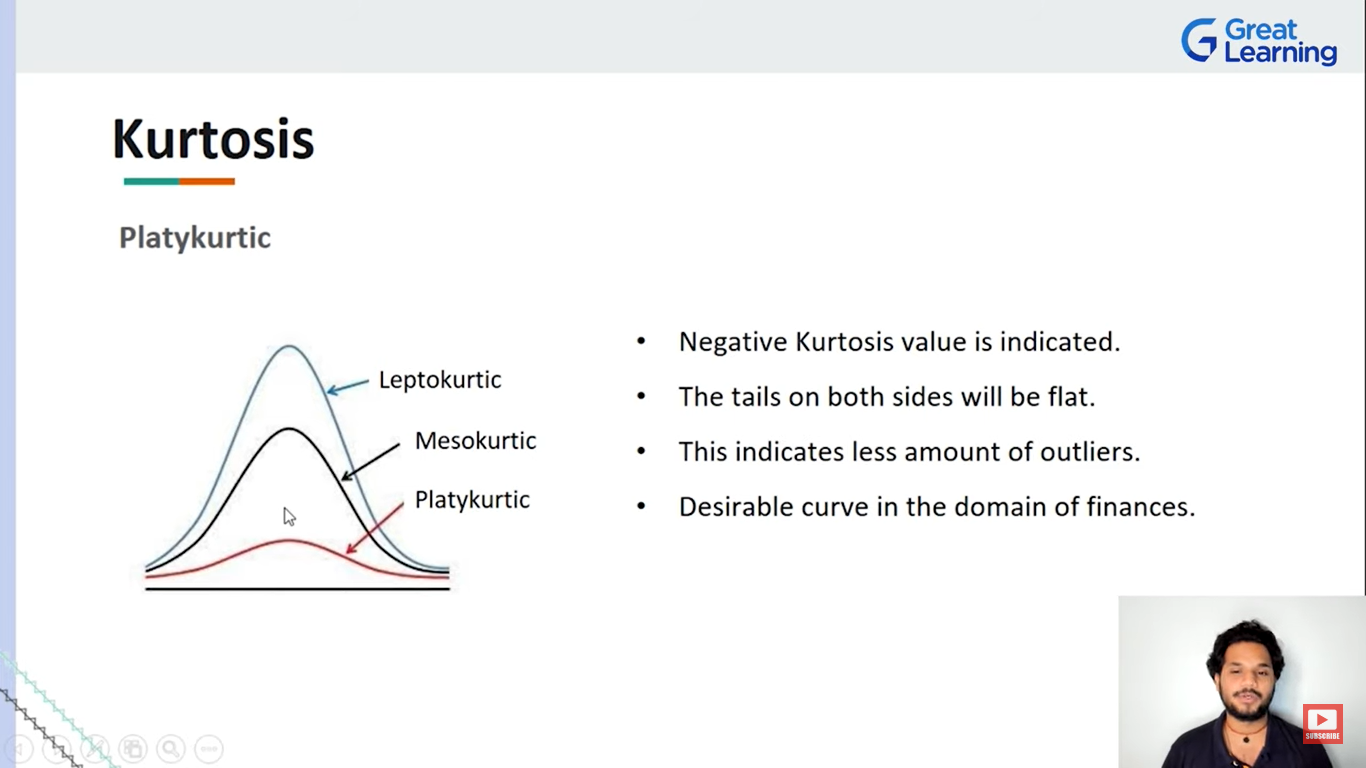 Great
Learning
Kurtosis
Platykurtic
Leptokurtic
Mesokurtic
Platykurtic
• Negative Kurtosis value is indicated.
• The tails on both sides will be flat.
• This indicates less amount of outliers.
• Desirable curve in the domain of finances.
SUBSCRIBE